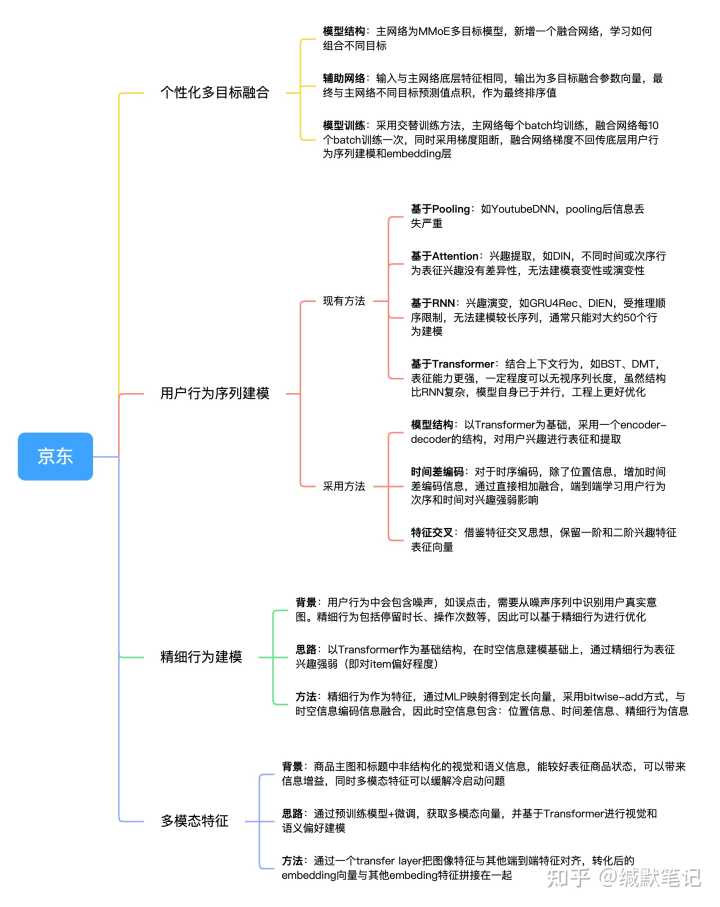 京东
个性化多目标融合
模型结构：主网络为MMoE多目标模型，新增一个融合网络，学习如何
组合不同目标
辅助网络：输入与主网络底层特征相同，输出为多目标融合参数向量，最
终与主网络不同目标预测值点积，作为最终排序值
模型训练：采用交替训练方法，主网络每个batch均训练，融合网络每10
个batch训练一次，同时采用梯度阻断，融合网络梯度不回传底层用户行
为序列建模和embedding层
用户行为序列建模
现有方法
基于Pooling：如YoutubeDNN，pooling后信息丢
失严重
基于Attention：兴趣提取，如DIN，不同时间或次序行
为表征兴趣没有差异性，无法建模衰变性或演变性
基于RNN：兴趣演变，如GRU4Rec、DIEN，受推理顺
序限制，无法建模较长序列，通常只能对大约50个行
为建模
基于Transformer：结合上下文行为，如BST、DMT，
表征能力更强，一定程度可以无视序列长度，虽然结构
比RNN复杂，模型自身已于并行，工程上更好优化
采用方法
模型结构：以Transformer为基础，采用一个encoder-
decoder的结构，对用户兴趣进行表征和提取
时间差编码：对于时序编码，除了位置信息，增加时间
差编码信息，通过直接相加融合，端到端学习用户行为
次序和时间对兴趣强弱影响
特征交叉：借鉴特征交叉思想，保留一阶和二阶兴趣特征
表征向量
精细行为建模
背景：用户行为中会包含噪声，如误点击，需要从噪声序列中识别用户真实意
图。精细行为包括停留时长、操作次数等，因此可以基于精细行为进行优化
思路：以Transformer作为基础结构，在时空信息建模基础上，通过精细行为表征
兴趣强弱（即对item偏好程度）
方法：精细行为作为特征，通过MLP映射得到定长向量，采用bitwise-add方式，与
时空信息编码信息融合，因此时空信息包含：位置信息、时间差信息、精细行为信息
多模态特征
背景：商品主图和标题中非结构化的视觉和语义信息，能较好表征商品状态，可以带来
信息增益，同时多模态特征可以缓解冷启动问题
思路：通过预训练模型+微调，获取多模态向量，并基于Transformer进行视觉和
语义偏好建模
方法：通过一个transfer layer把图像特征与其他端到端特征对齐，转化后的
embedding向量与其他embeding特征拼接在一起
知乎 @缄默笔记